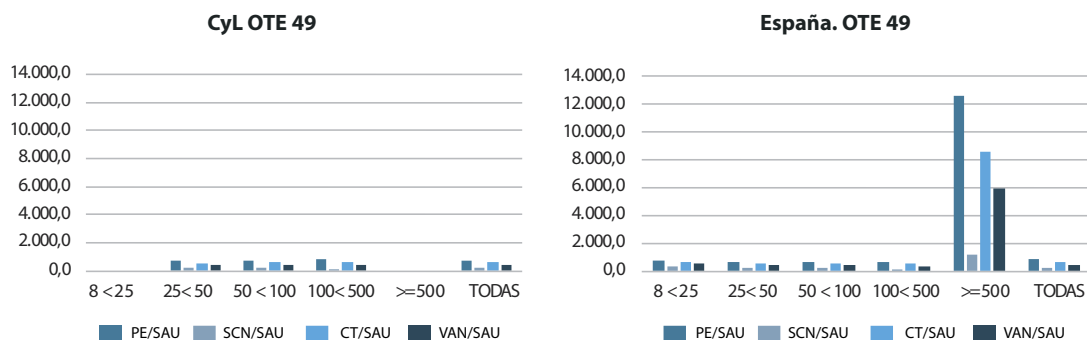 CyL OTE 49
14.000,0
12.000,0
10.000,0
8.000,0
6.000,0
4.000,0
2.000,0
0,0
8 <25
25< 50
50 < 100
100< 500
>=500
TODAS
PE/SAU
SCN/SAU
CT/SAU
VAN/SAU
España. OTE 49
14.000,0
12.000,0
10.000,0
8.000,0
6.000,0
4.000,0
2.000,0
0,0
8 < 25
25< 50
50 < 100
100< 500
>=500
TODAS
PE/SAU
SCN/SAU
CT/SAU
VAN/SAU